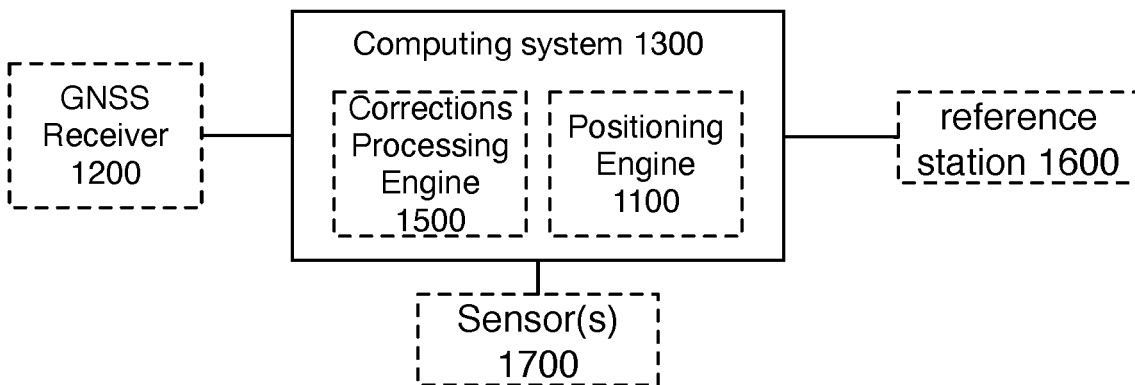 Computing system 1300
GNSS
Receiver
1200
Corrections
Processing
Engine
1500
Positioning
Engine
1100
reference
station 1600
Sensor(s)
1700